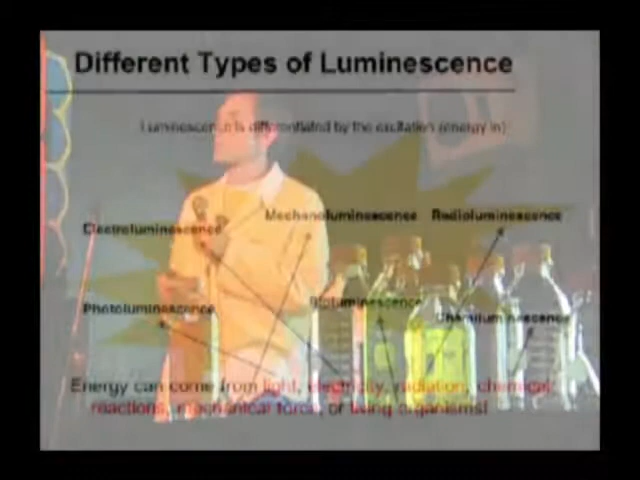 Different Types of Luminescence
Luminescence is differentiated by the excitation (energy in)
Mechanoluminescence Radioluminescence
Electroluminescence
Photoluminescence Bioluminescence
Chemiluminescence
Energy can come from light, electricity, radiation, chemical
reactions, mechanical force, or living organisms!